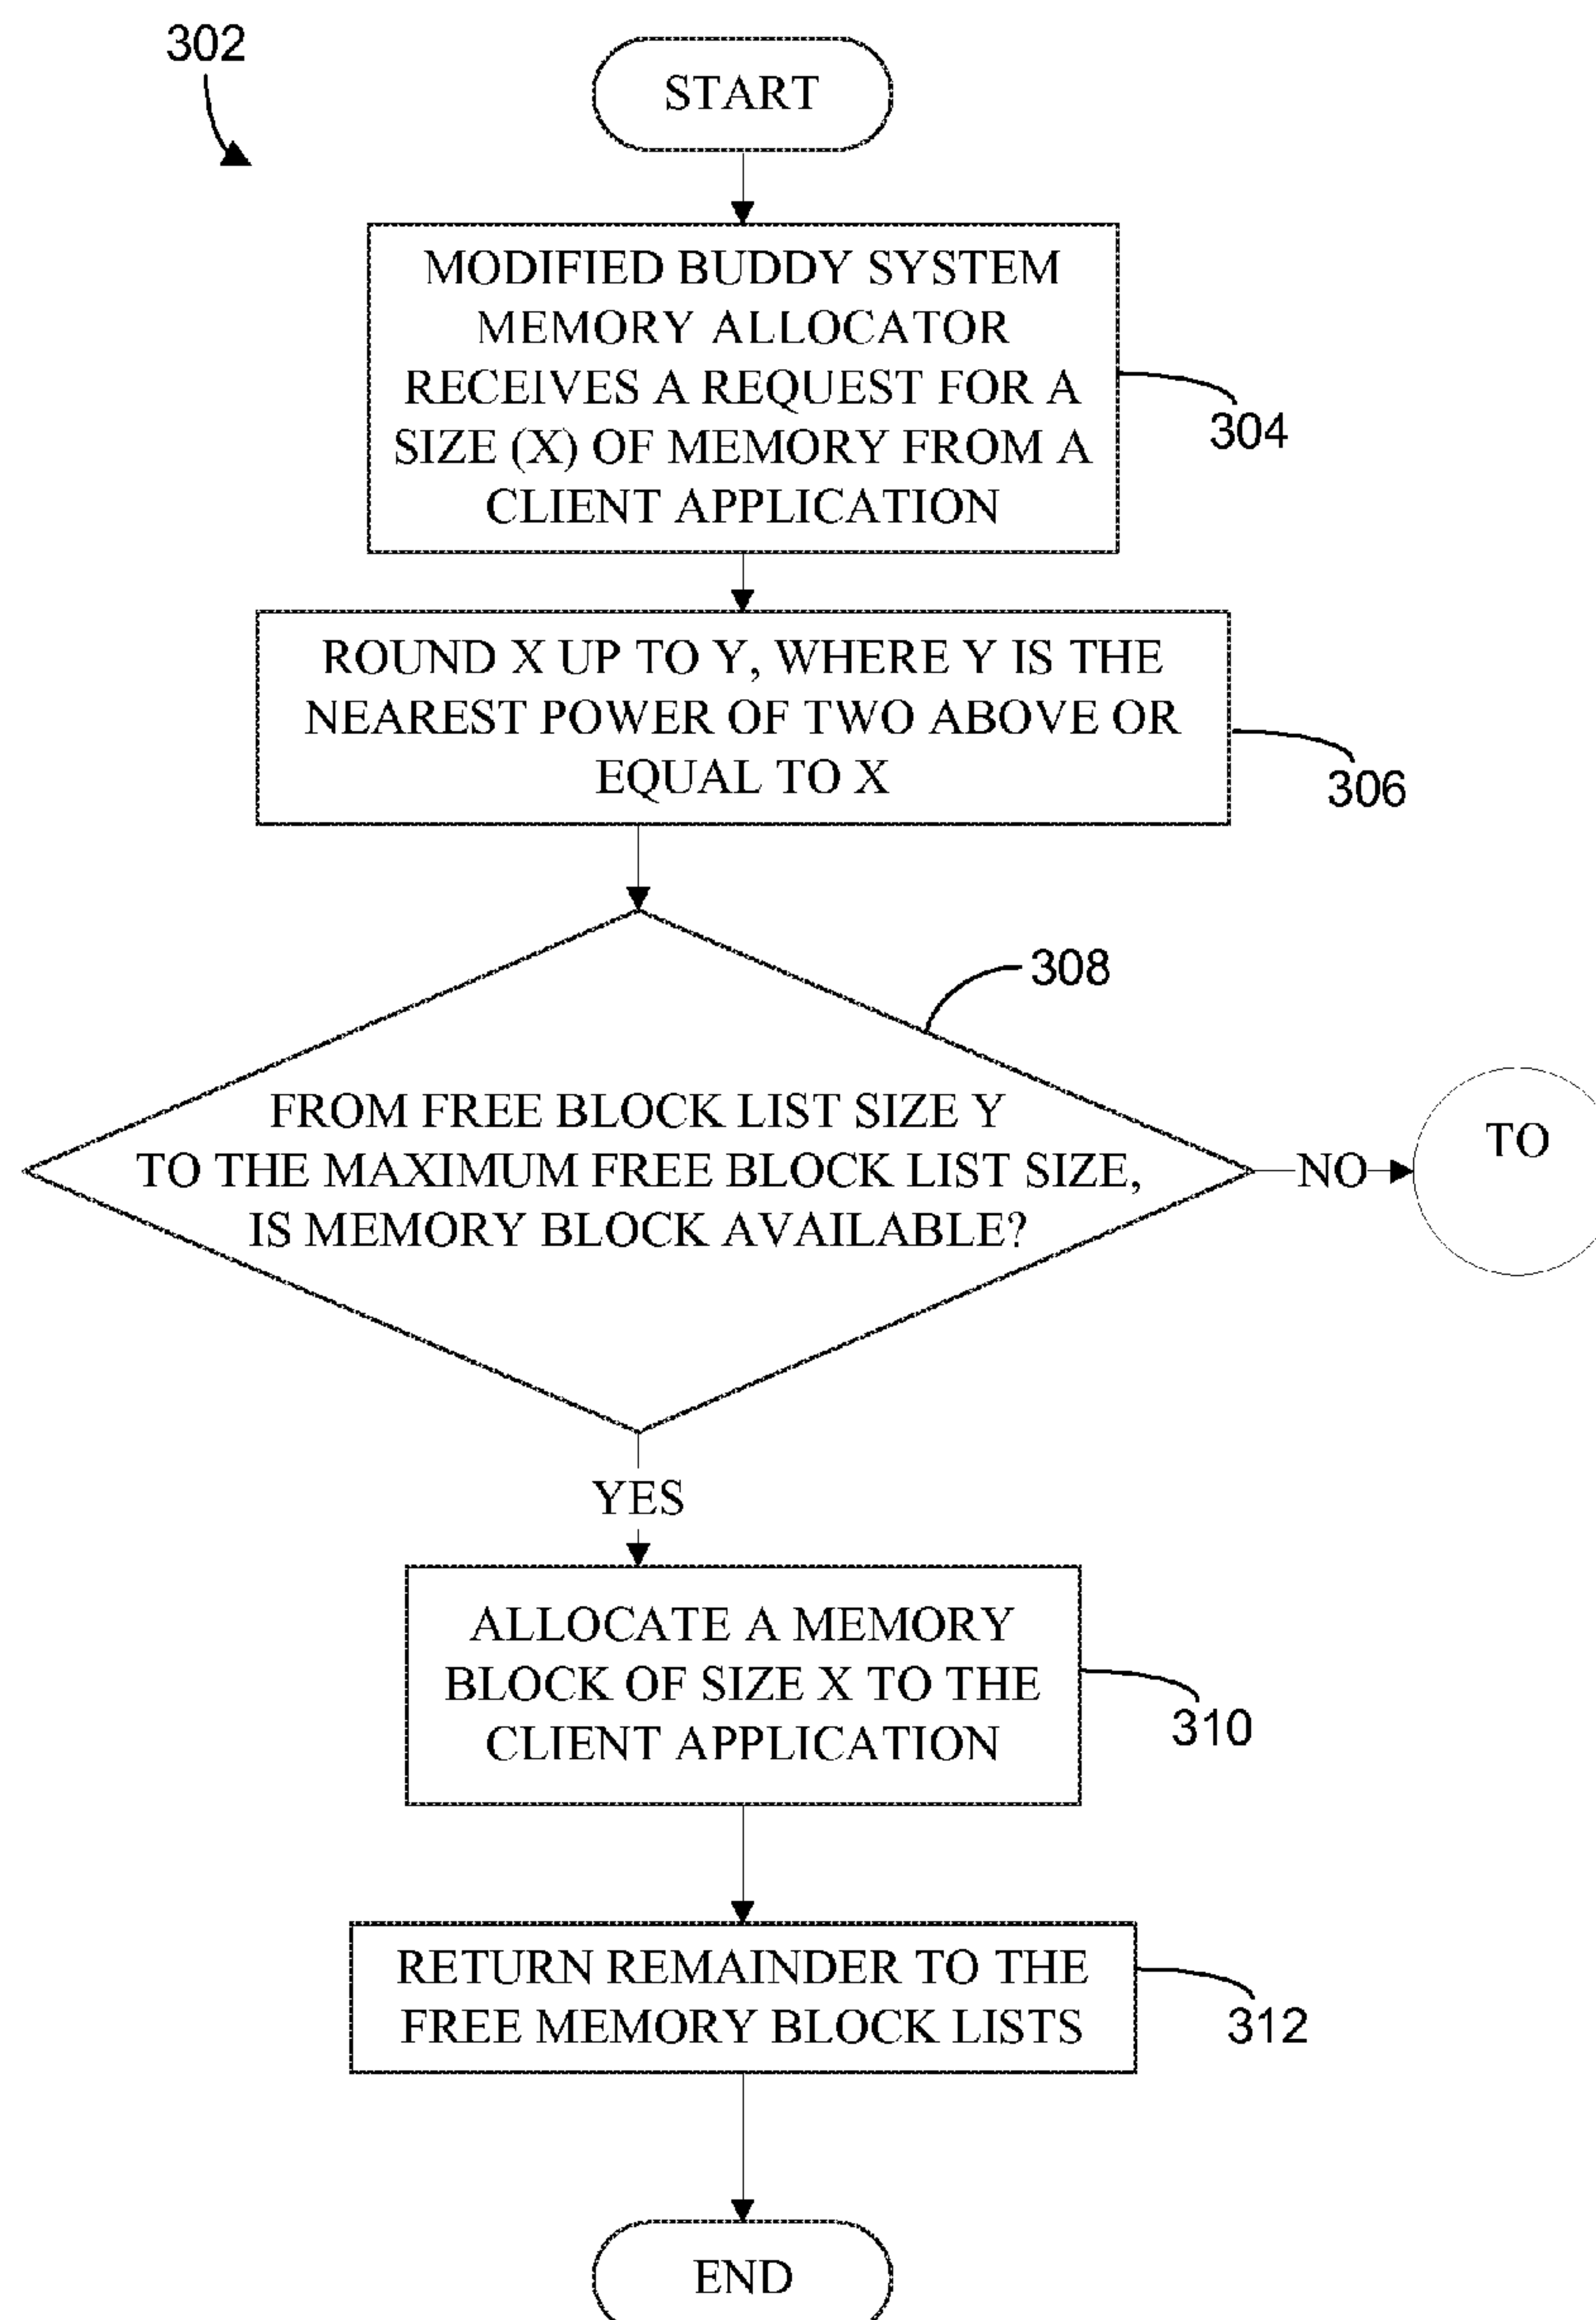 302
START
MODIFIED BUDDY SYSTEM
MEMORY ALLOCATOR
RECEIVES A REQUEST FOR A
SIZE (X) OF MEMORY FROM A
CLIENT APPLICATION
304
ROUND X UP TO Y, WHERE Y IS THE
NEAREST POWER OF TWO ABOVE OR
EQUAL TO X
306
308
FROM FREE BLOCK LIST SIZE Y
TO THE MAXIMUM FREE BLOCK LIST SIZE,
IS MEMORY BLOCK AVAILABLE?
NO
TO
YES
ALLOCATE A MEMORY
BLOCK OF SIZE X TO THE
CLIENT APPLICATION
310
RETURN REMAINDER TO THE
FREE MEMORY BLOCK LISTS
312
END